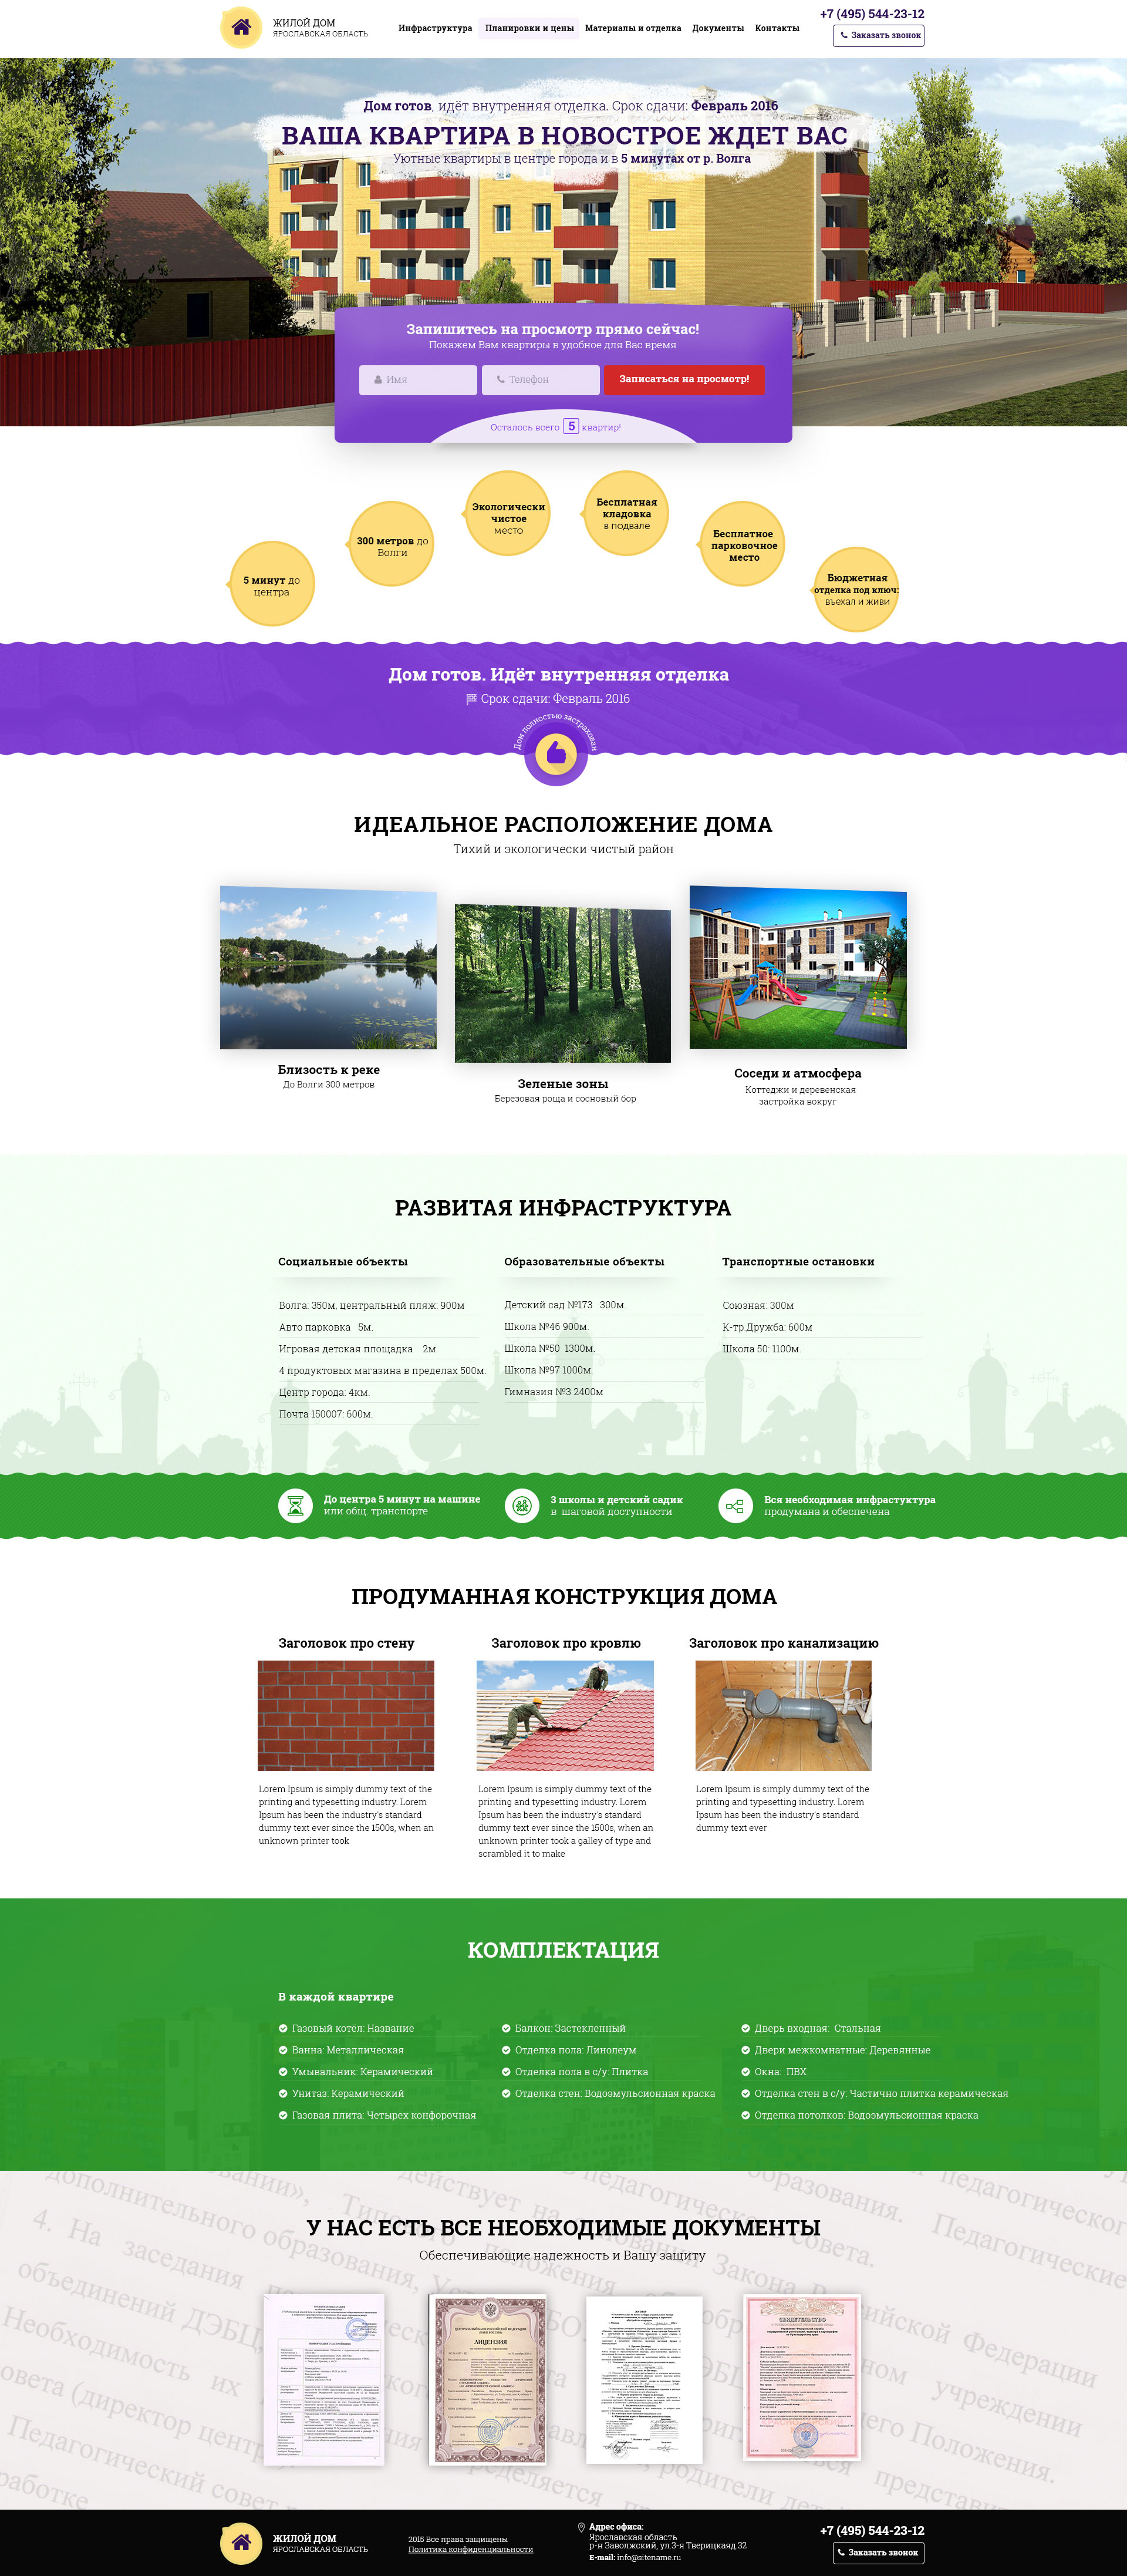 ЖИЛОЙ ДОМ
ЯРОСЛАВСКАЯ ОБЛАСТЬ
Инфраструктура
Планировки и цены
Материалы и отделка
Документы
Контакты
+7 (495) 544-23-12
Заказать звонок
Дом готов, идёт внутренняя отделка. Срок сдачи: Февраль 2016
ВАША КВАРТИРА В НОВОСТРОЕ ЖДЕТ ВАС
Уютные квартиры в центре города и в 5 минутах от р. Волга
Запишитесь на просмотр прямо сейчас!
Покажем Вам квартиры в удобное для Вас время
Имя
Телефон
Записаться на просмотр!
Осталось всего 5 квартир!
5 минут до
центра
300 метров до
Волги
Экологически
чистое
место
Бесплатная
кладовка
в подвале
Бесплатное
парковочное
место
Бюджетная
отделка под ключ:
въехал и живи
Дом готов. Идёт внутренняя отделка
Срок сдачи: Февраль 2016
Дом полностью застрахован
ИДЕАЛЬНОЕ РАСПОЛОЖЕНИЕ ДОМА
Тихий и экологически чистый район
Близость к реке
До Волги 300 метров
Зеленые зоны
Березовая роща и сосновый бор
Соседи и атмосфера
Коттеджи и деревенская
застройка вокруг
РАЗВИТАЯ ИНФРАСТРУКТУРА
Социальные объекты
Волга: 350м, центральный пляж: 900м
Авто парковка 5м.
Игровая детская площадка 2м.
4 продуктовых магазина в пределах 500м.
Центр города: 4км.
Почта 150007: 600м.
Образовательные объекты
Детский сад №173 300м.
Школа №46 900м.
Школа №50 1300м.
Школа №97 1000м.
Гимназия №3 2400м
Транспортные остановки
Союзная: 300м
К-тр.Дружба: 600м
Школа 50: 1100м.
До центра 5 минут на машине
или общ. транспорте
3 школы и детский садик
в шаговой доступности
Вся необходимая инфрастуктура
продумана и обеспечена
ПРОДУМАННАЯ КОНСТРУКЦИЯ ДОМА
Заголовок про стену
Lorem Ipsum is simply dummy text of the
printing and typesetting industry. Lorem
Ipsum has been the industry's standard
dummy text ever since the 1500s, when an
unknown printer took
Заголовок про кровлю
Lorem Ipsum is simply dummy text of the
printing and typesetting industry. Lorem
Ipsum has been the industry's standard
dummy text ever since the 1500s, when an
unknown printer took a galley of type and
scrambled it to make
Заголовок про канализацию
Lorem Ipsum is simply dummy text of the
printing and typesetting industry. Lorem
Ipsum has been the industry's standard
dummy text ever
КОМПЛЕКТАЦИЯ
В каждой квартире
Газовый котёл: Название
Ванна: Металлическая
Умывальник: Керамический
Унитаз: Керамический
Газовая плита: Четырех конфорочная
Балкон: Застекленный
Отделка пола: Линолеум
Отделка пола в с/у: Плитка
Отделка стен: Водоэмульсионная краска
Дверь входная: Стальная
Двери межкомнатные: Деревянные
Окна: ПВХ
Отделка стен в с/у: Частично плитка керамическая
Отделка потолков: Водоэмульсионная краска
У НАС ЕСТЬ ВСЕ НЕОБХОДИМЫЕ ДОКУМЕНТЫ
Обеспечивающие надежность и Вашу защиту
ЛИЦЕНЗИЯ
СВИДЕТЕЛЬСТВО
ЖИЛОЙ ДОМ
ЯРОСЛАВСКАЯ ОБЛАСТЬ
2015 Все права защищены
Политика конфиденциальности
Адрес офиса:
Ярославская область
р-н Заволжский, ул.3-я Тверицкаяд.32
E-mail: info@sitename.ru
+7 (495) 544-23-12
Заказать звонок